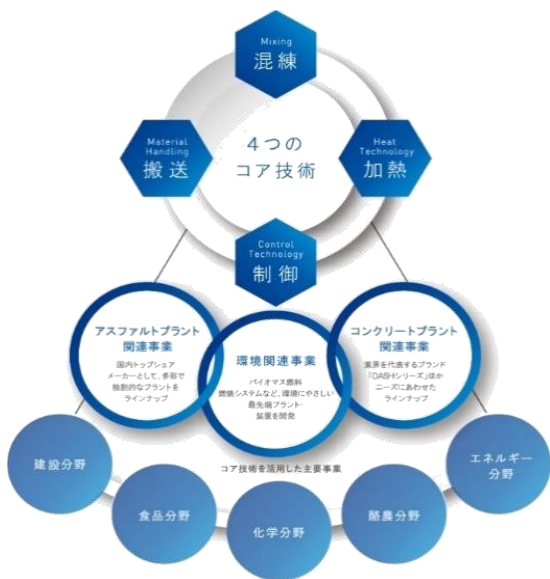 Mixing
混練
Material
Handling
搬送
4つの
コア技術
Heat
Technology
加熱
Control
Technology
制御
アスファルトプラント
関連事業
国内トップシェア
メーカーとして、多彩で
独創的なプラントを
ラインナップ
環境関連事業
バイオマス燃料
燃焼システムなど、環境にやさしい
最先端プラント・
装置を開発
コンクリートプラント
関連事業
業界を代表するブランド
「DASHシリーズ」ほか
ニーズにあわせた
ラインナップ
コア技術を活用した主要事業
建設分野
食品分野
化学分野
酪農分野
エネルギー
分野